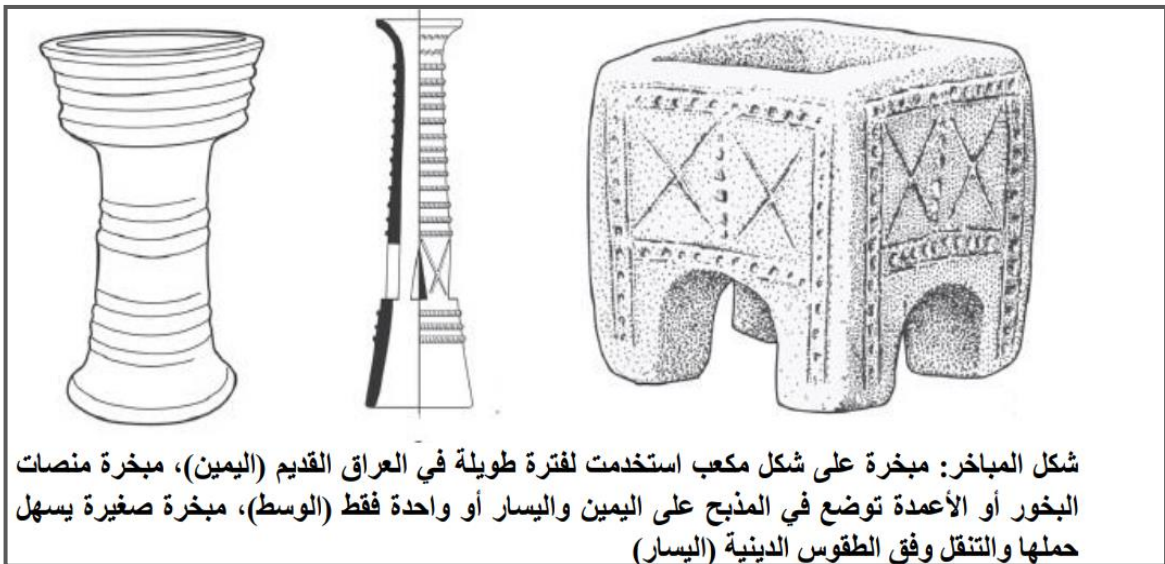 شكل المباخر: مبخرة على شكل مكعب استخدمت لفترة طويلة في العراق القديم (اليمين)، مبخرة منصات
البخور أو الأعمدة توضع في المذبح على اليمين واليسار أو واحدة فقط (الوسط)، مبخرة صغيرة يسهل
حملها والتنقل وفق الطقوس الدينية (اليسار)